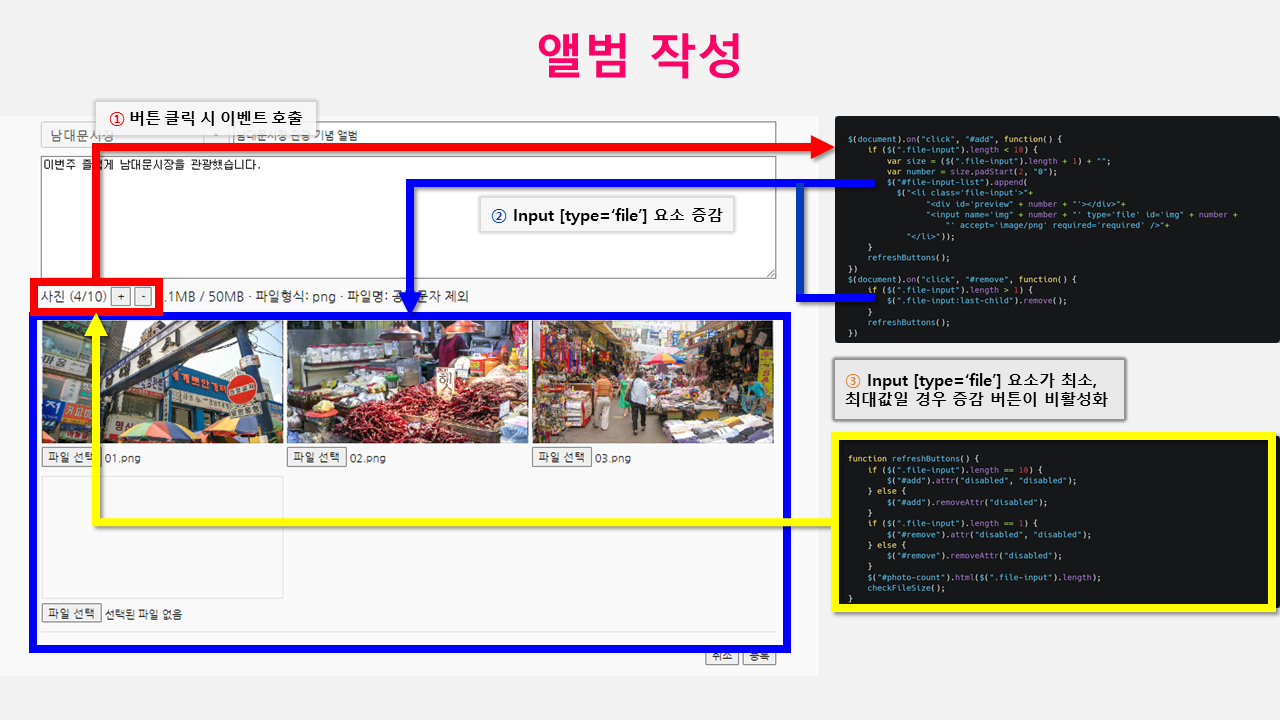 앨범 작성
① 버튼 클릭 시 이벤트 호출
남대문시장
남대문시장 관광 기념 앨범
이번주 즐겁게 남대문시장을 관광했습니다.
② Input [type=‘file’] 요소 증감
사진 (4/10) + -
.1MB / 50MB · 파일형식: png · 파일명: 공 문자 제외
파일 선택 01.png
파일 선택 02.png
파일 선택 03.png
파일 선택 선택된 파일 없음
취소 등록
$(document).on("click", "#add", function() {
if ($(".file-input").length < 10) {
var size = ($(".file-input").length + 1) + "";
var number = size.padStart(2, "0");
$("#file-input-list").append(
$("<li class='file-input'>"+
"<div id='preview" + number + "'></div>"+
"<input name='img" + number + "' type='file' id='img" + number +
"' accept='image/png' required='required' />"+
"</li>"));
}
refreshButtons();
})
$(document).on("click", "#remove", function() {
if ($(".file-input").length > 1) {
$(".file-input:last-child").remove();
}
refreshButtons();
})
③ Input [type=‘file’] 요소가 최소,
최대값일 경우 증감 버튼이 비활성화
function refreshButtons() {
if ($(".file-input").length == 10) {
$("#add").attr("disabled", "disabled");
} else {
$("#add").removeAttr("disabled");
}
if ($(".file-input").length == 1) {
$("#remove").attr("disabled", "disabled");
} else {
$("#remove").removeAttr("disabled");
}
$("#photo-count").html($(".file-input").length);
checkFileSize();
}